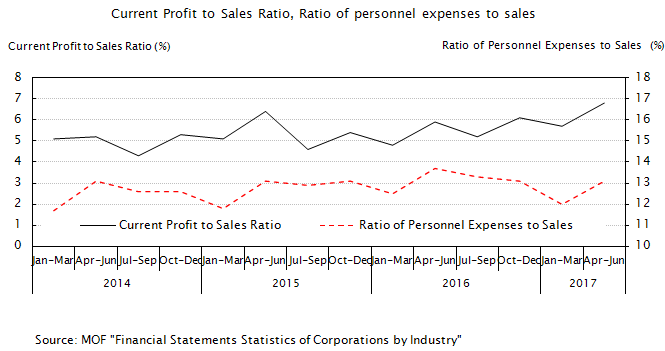 Current Profit to Sales Ratio, Ratio of personnel expenses to sales
Current Profit to Sales Ratio (%)
Ratio of Personnel Expenses to Sales (%)
8 18
7 17
6 16
5 15
4 14
3 13
2 12
1 11
0 10
Current Profit to Sales Ratio Ratio of Personnel Expenses to Sales
Jan-Mar Apr-Jun Jul-Sep Oct-Dec Jan-Mar Apr-Jun Jul-Sep Oct-Dec Jan-Mar Apr-Jun Jul-Sep Oct-Dec Jan-Mar Apr-Jun
2014 2015 2016 2017
Source: MOF "Financial Statements Statistics of Corporations by Industry"